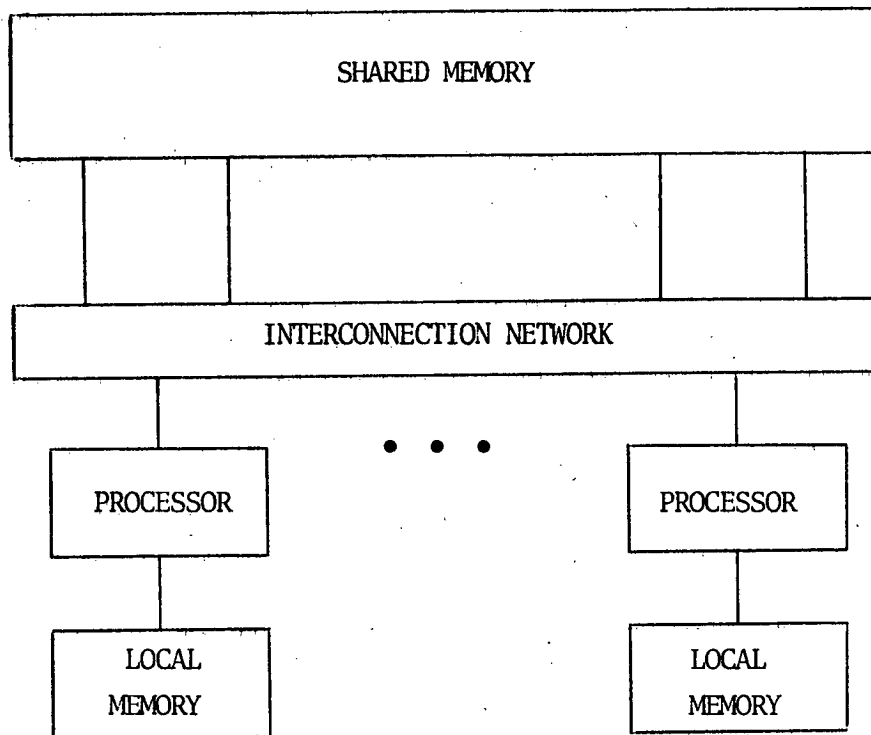 SHARED MEMORY
INTERCONNECTION NETWORK
• • •
PROCESSOR
PROCESSOR
LOCAL
MEMORY
LOCAL
MEMORY